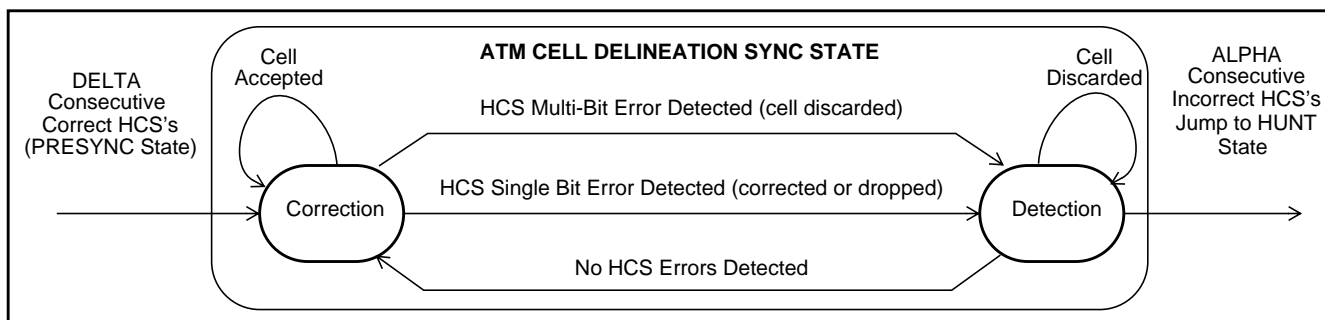 ATM CELL DELINEATION SYNC STATE
DELTA
Consecutive
Correct HCS's
(PRESYNC State)
Cell
Accepted
HCS Multi-Bit Error Detected (cell discarded)
Cell
Discarded
ALPHA
Consecutive
Incorrect HCS's
Jump to HUNT
State
Correction
HCS Single Bit Error Detected (corrected or dropped)
Detection
No HCS Errors Detected